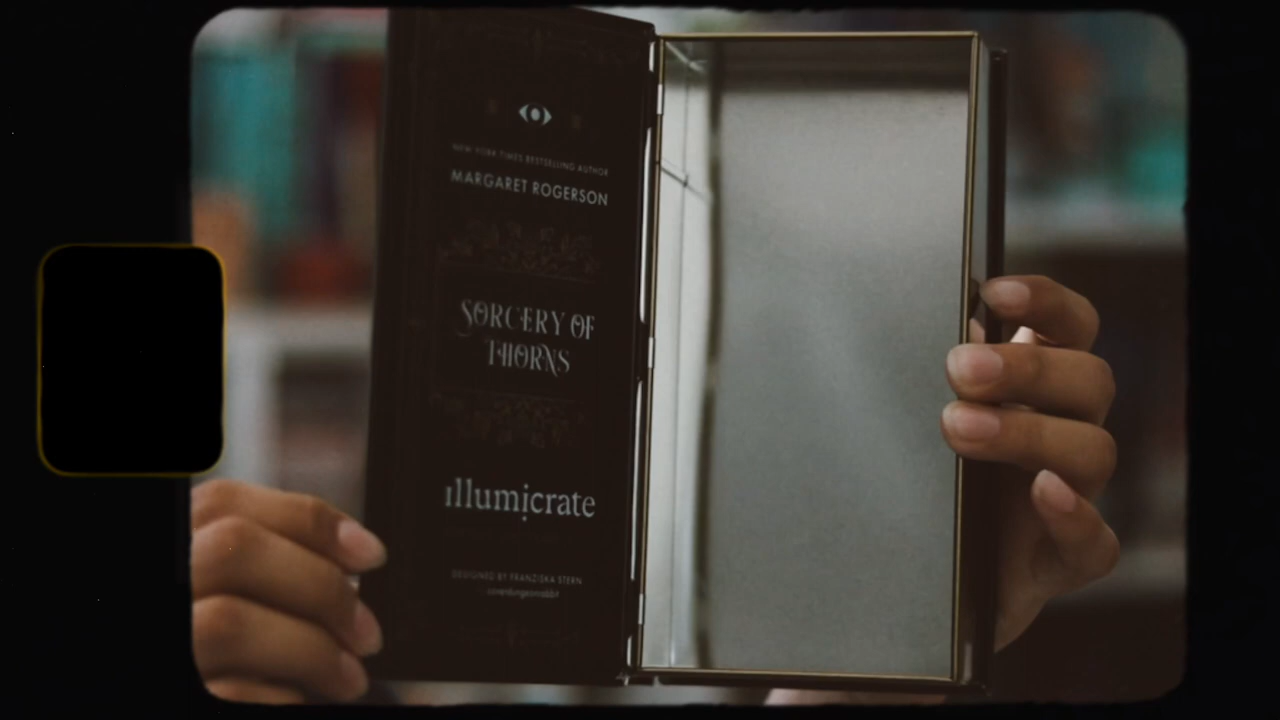 NEW YORK TIMES BESTSELLING AUTHOR
MARGARET ROGERSON
SORCERY OF
THORNS
illumicrate
DESIGNED BY FRANZISKA STERN